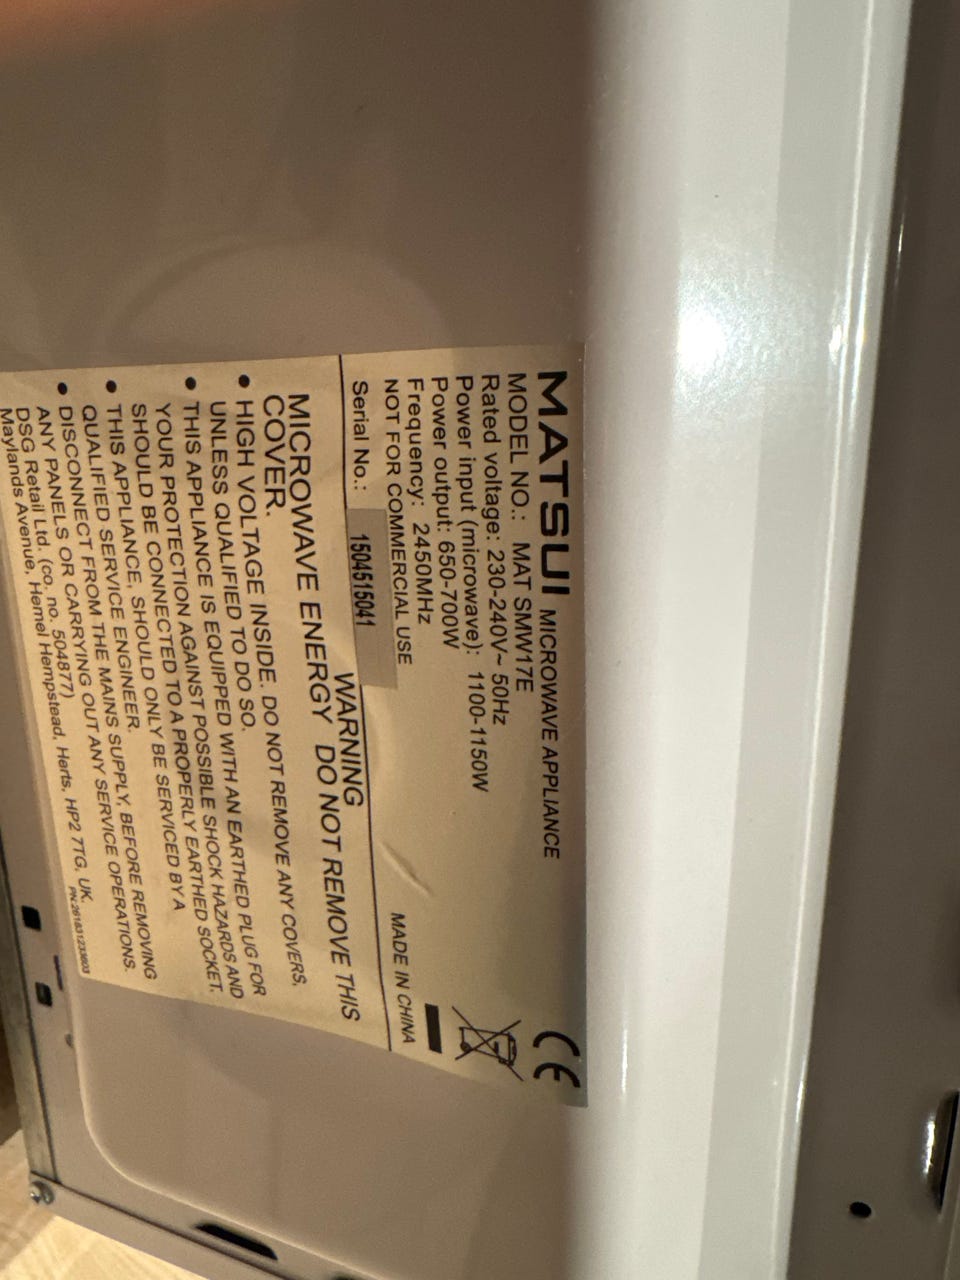 MATSUI MICROWAVE APPLIANCE
CE
MODEL NO.: MAT SMW17E
Rated voltage: 230-240V~ 50Hz
Power input (microwave): 1100-1150W
Power output: 650-700W
Frequency: 2450MHz
NOT FOR COMMERCIAL USE
MADE IN CHINA
Serial No.: 1504515041
WARNING
MICROWAVE ENERGY DO NOT REMOVE THIS
COVER.
• HIGH VOLTAGE INSIDE. DO NOT REMOVE ANY COVERS,
UNLESS QUALIFIED TO DO SO.
• THIS APPLIANCE IS EQUIPPED WITH AN EARTHED PLUG FOR
YOUR PROTECTION AGAINST POSSIBLE SHOCK HAZARDS AND
SHOULD BE CONNECTED TO A PROPERLY EARTHED SOCKET.
• THIS APPLIANCE, SHOULD ONLY BE SERVICED BY A
QUALIFIED SERVICE ENGINEER.
• DISCONNECT FROM THE MAINS SUPPLY, BEFORE REMOVING
ANY PANELS OR CARRYING OUT ANY SERVICE OPERATIONS.
DSG Retail Ltd. (co. no. 504877)
Maylands Avenue, Hemel Hempstead, Herts, HP2 7TG, UK.